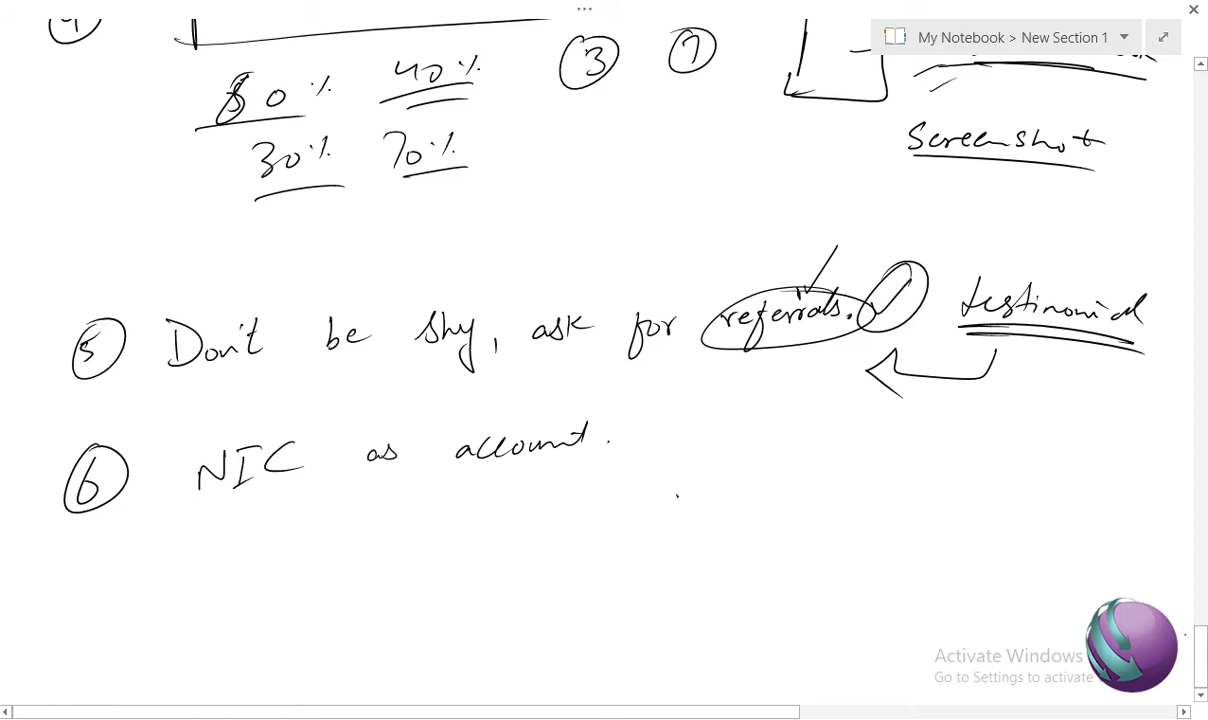 My Notebook > New Section 1
40%
③ ⑦
30% 70%
Screenshot
⑤ Don't be shy, ask for referrals. testimonial
⑥ NIC as account.
Activate Windows
Go to Settings to activate